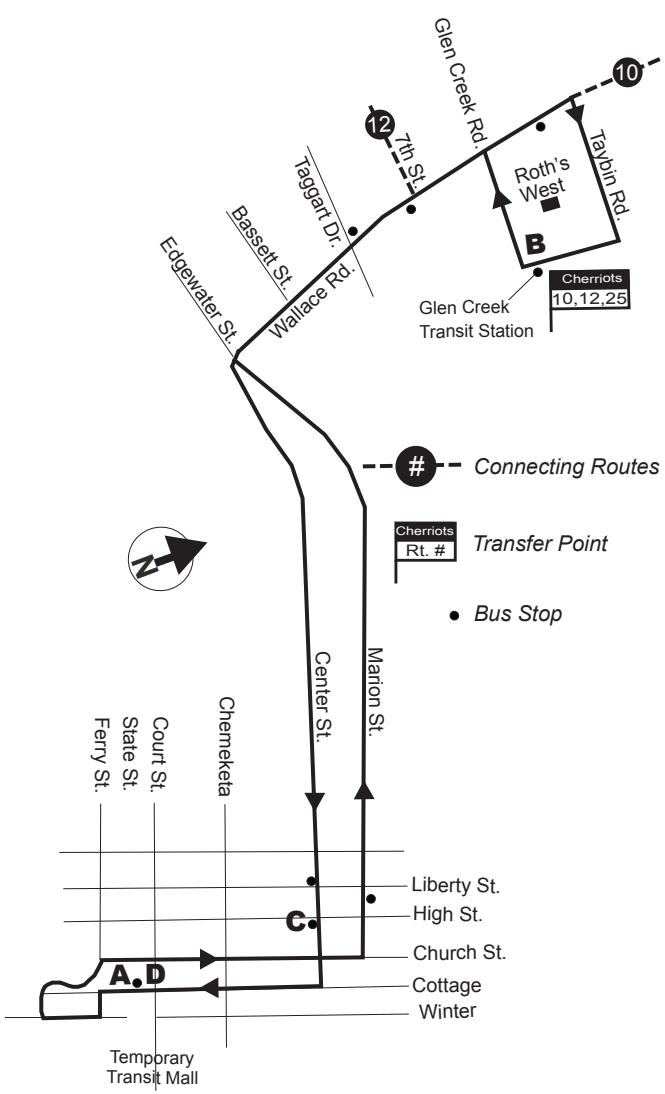 10
Glen Creek Rd.
12
7th St.
Taybin Rd.
Roth's
West
Taggart Dr.
B
Bassett St.
Wallace Rd.
Edgewater St.
Cherriots
10,12,25
Glen Creek
Transit Station
#
Connecting Routes
Cherriots
Rt. #
Transfer Point
N
Bus Stop
Center St.
Marion St.
Ferry St.
State St.
Court St.
Chemeketa
Liberty St.
C
High St.
Church St.
A
D
Cottage
Winter
Temporary
Transit Mall